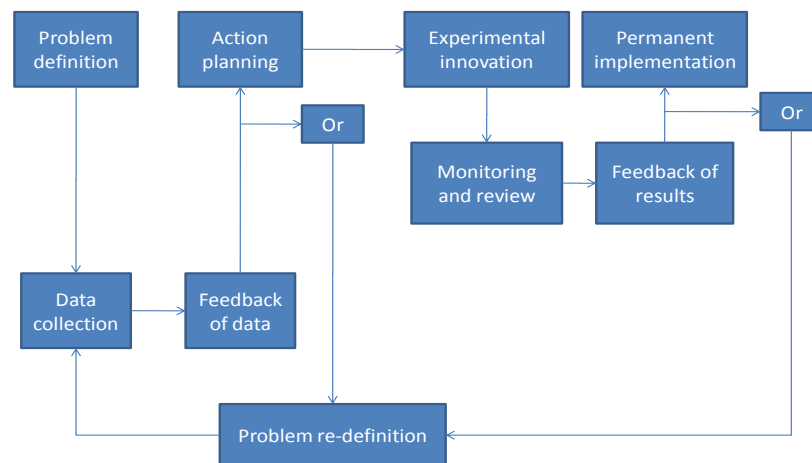 Problem
definition
Action
planning
Experimental
innovation
Permanent
implementation
Or
Or
Monitoring
and review
Feedback of
results
Data
collection
Feedback
of data
Problem re-definition